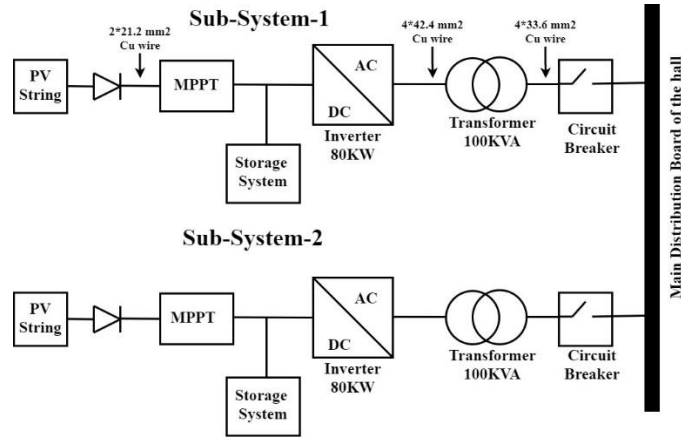 Sub-System-1
2*21.2 mm2
Cu wire
4*42.4 mm2
Cu wire
4*33.6 mm2
Cu wire
PV
String
MPPT
AC
DC
Inverter
80KW
Storage
System
Transformer
100KVA
Circuit
Breaker
Main Distribution Board of the hall
Sub-System-2
PV
String
MPPT
AC
DC
Inverter
80KW
Storage
System
Transformer
100KVA
Circuit
Breaker